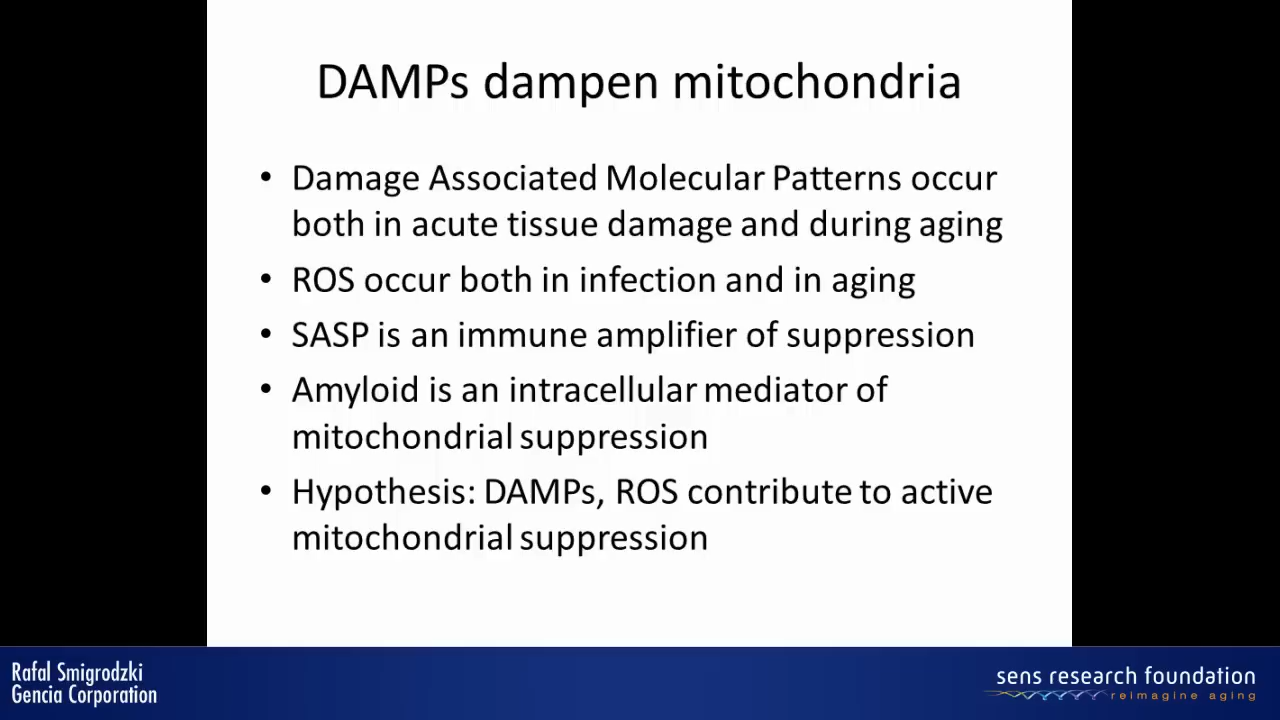 DAMPs dampen mitochondria
• Damage Associated Molecular Patterns occur
both in acute tissue damage and during aging
• ROS occur both in infection and in aging
• SASP is an immune amplifier of suppression
• Amyloid is an intracellular mediator of
mitochondrial suppression
• Hypothesis: DAMPs, ROS contribute to active
mitochondrial suppression
Rafal Smigrodzki
Gencia Corporation
sens research foundation
reimagine aging